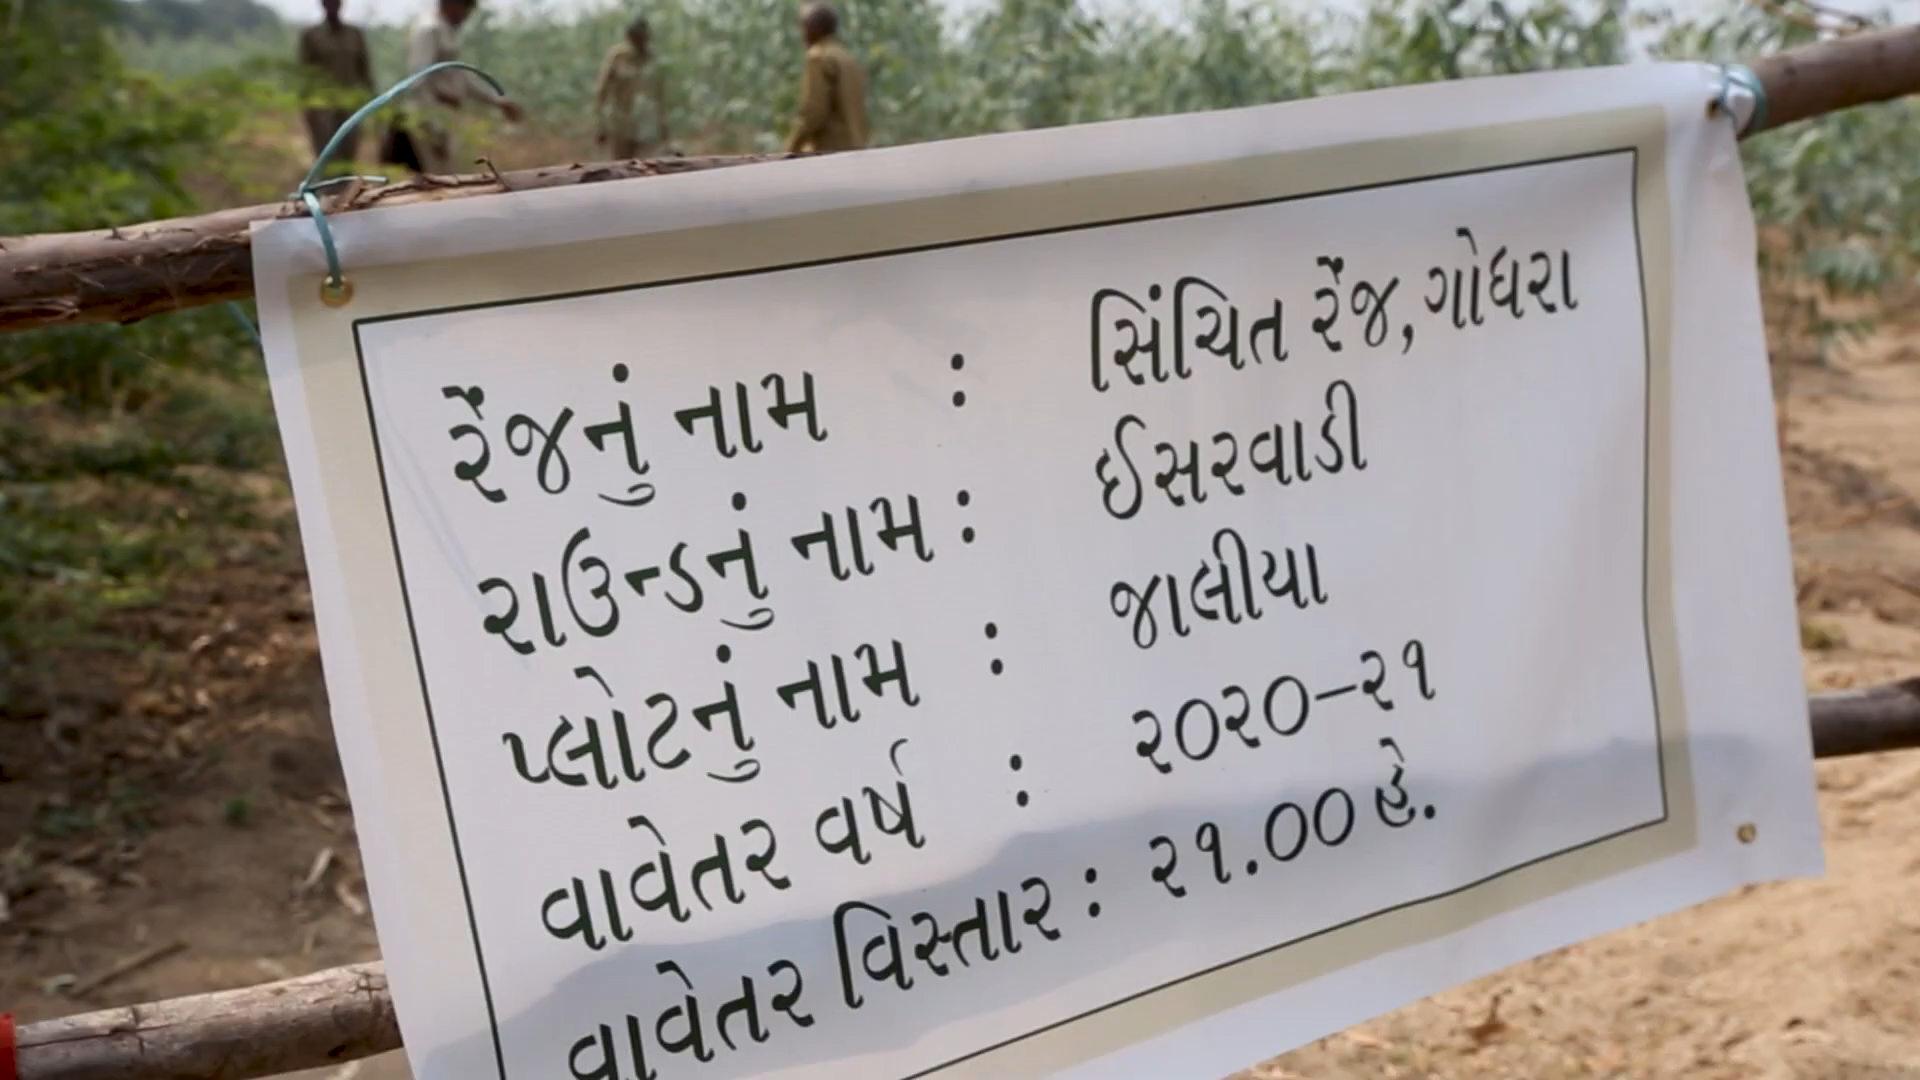 રેંજનું નામ : સિંચિત રેંજ, ગોધરા
રાઉન્ડનું નામ : ઈસરવાડી
પ્લોટનું નામ : જાલીયા
વાવેતર વર્ષ : ૨૦૨૦-૨૧
વાવેતર વિસ્તાર : ૨૧.૦૦ હે.